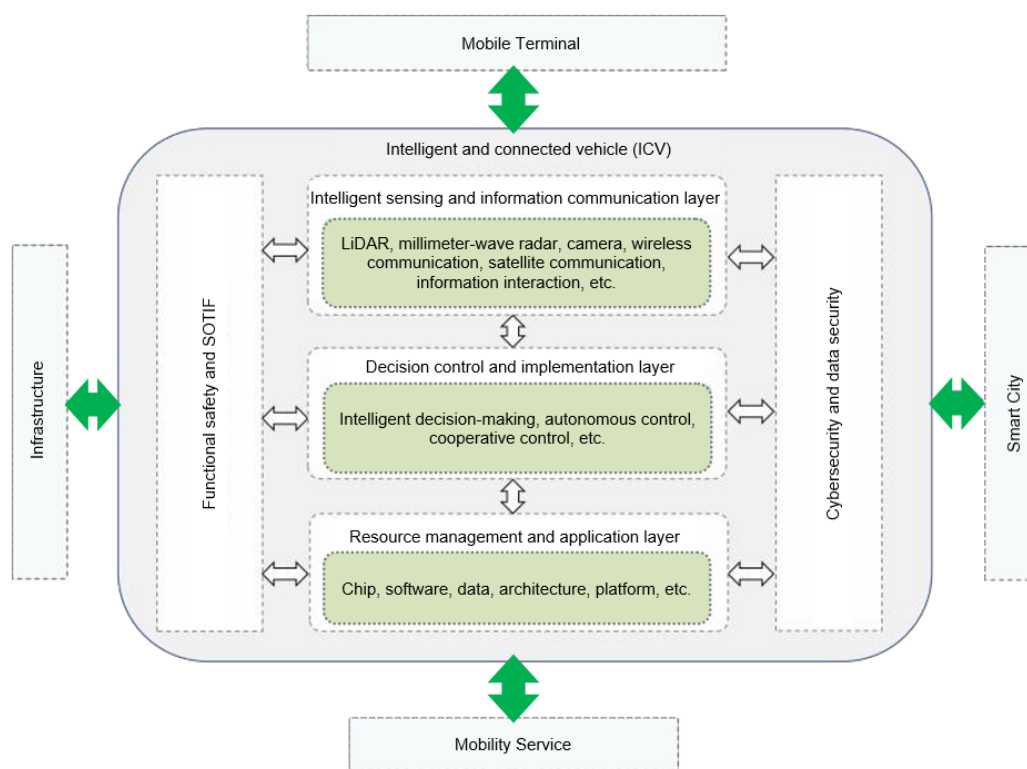 Mobile Terminal
Intelligent and connected vehicle (ICV)
Infrastructure
Functional safety and SOTIF
Intelligent sensing and information communication layer
LiDAR, millimeter-wave radar, camera, wireless
communication, satellite communication,
information interaction, etc.
Decision control and implementation layer
Intelligent decision-making, autonomous control,
cooperative control, etc.
Resource management and application layer
Chip, software, data, architecture, platform, etc.
Cybersecurity and data security
Smart City
Mobility Service